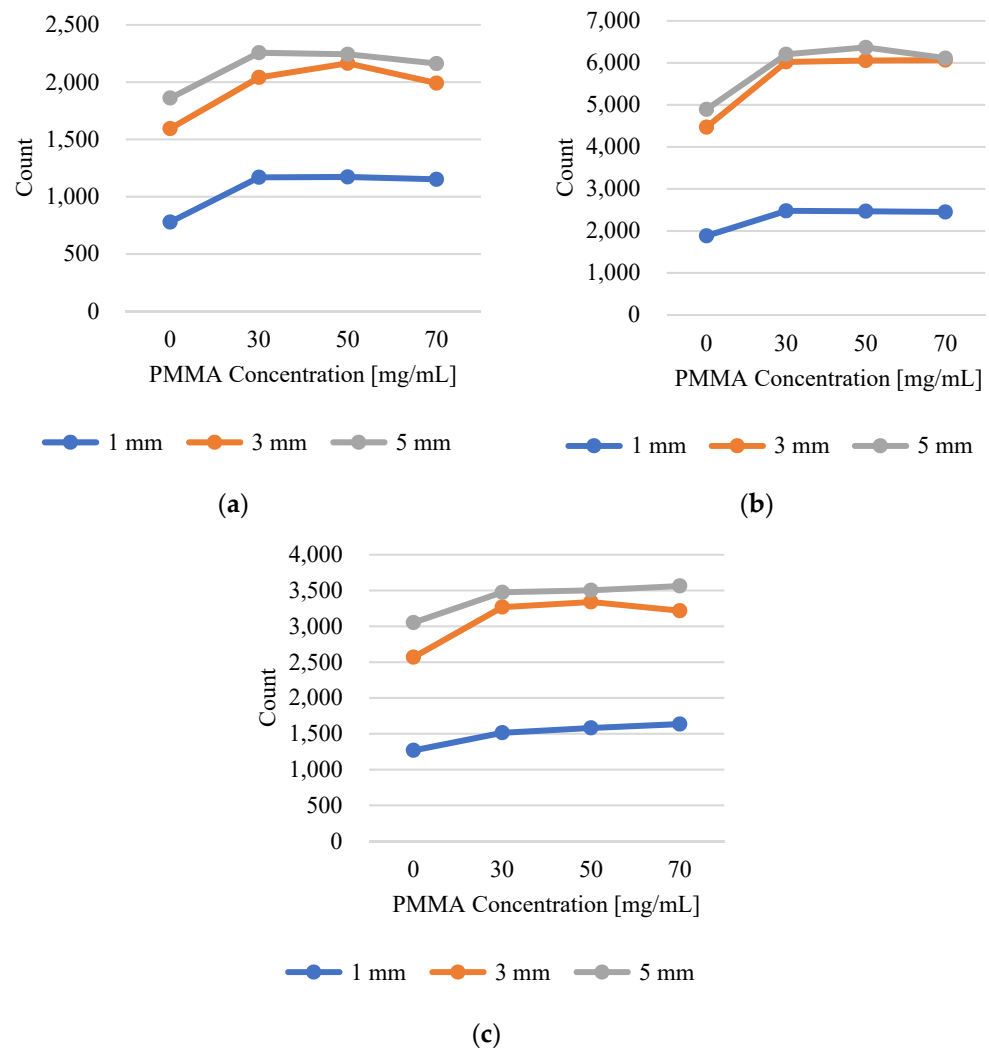 2,500
2,000
1,500
1,000
500
0
Count
0 30 50 70
PMMA Concentration [mg/mL]
1 mm 3 mm 5 mm
(a)
7,000
6,000
5,000
4,000
3,000
2,000
1,000
0
Count
0 30 50 70
PMMA Concentration [mg/mL]
1 mm 3 mm 5 mm
(b)
4,000
3,500
3,000
2,500
2,000
1,500
1,000
500
0
Count
0 30 50 70
PMMA Concentration [mg/mL]
1 mm 3 mm 5 mm
(c)